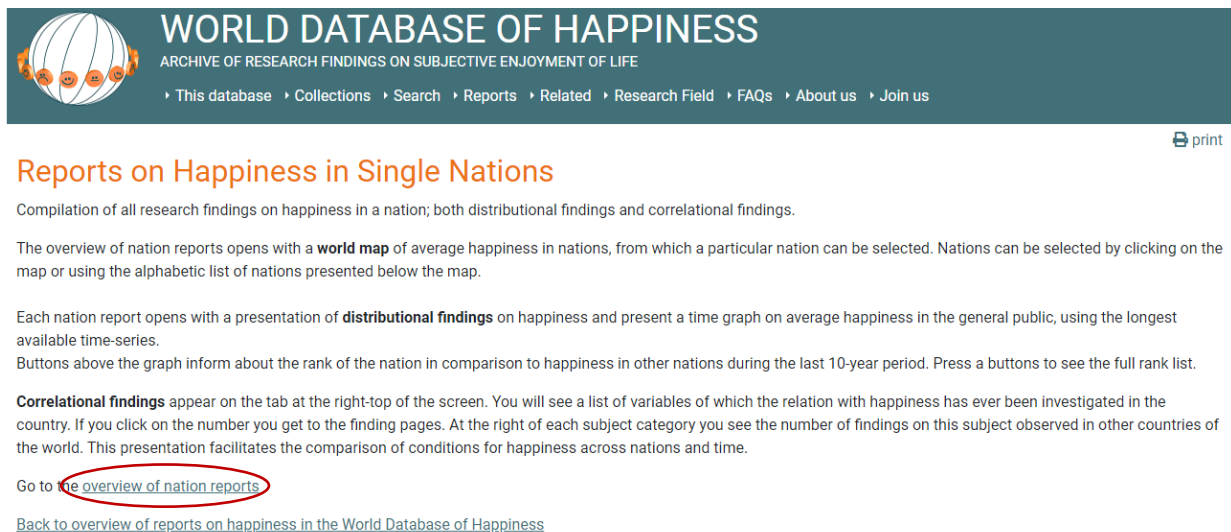 WORLD DATABASE OF HAPPINESS
ARCHIVE OF RESEARCH FINDINGS ON SUBJECTIVE ENJOYMENT OF LIFE
This database Collections Search Reports Related Research Field FAQs About us Join us
print
Reports on Happiness in Single Nations
Compilation of all research findings on happiness in a nation; both distributional findings and correlational findings.
The overview of nation reports opens with a world map of average happiness in nations, from which a particular nation can be selected. Nations can be selected by clicking on the
map or using the alphabetic list of nations presented below the map.
Each nation report opens with a presentation of distributional findings on happiness and present a time graph on average happiness in the general public, using the longest
available time-series.
Buttons above the graph inform about the rank of the nation in comparison to happiness in other nations during the last 10-year period. Press a buttons to see the full rank list.
Correlational findings appear on the tab at the right-top of the screen. You will see a list of variables of which the relation with happiness has ever been investigated in the
country. If you click on the number you get to the finding pages. At the right of each subject category you see the number of findings on this subject observed in other countries of
the world. This presentation facilitates the comparison of conditions for happiness across nations and time.
Go to the overview of nation reports
Back to overview of reports on happiness in the World Database of Happiness